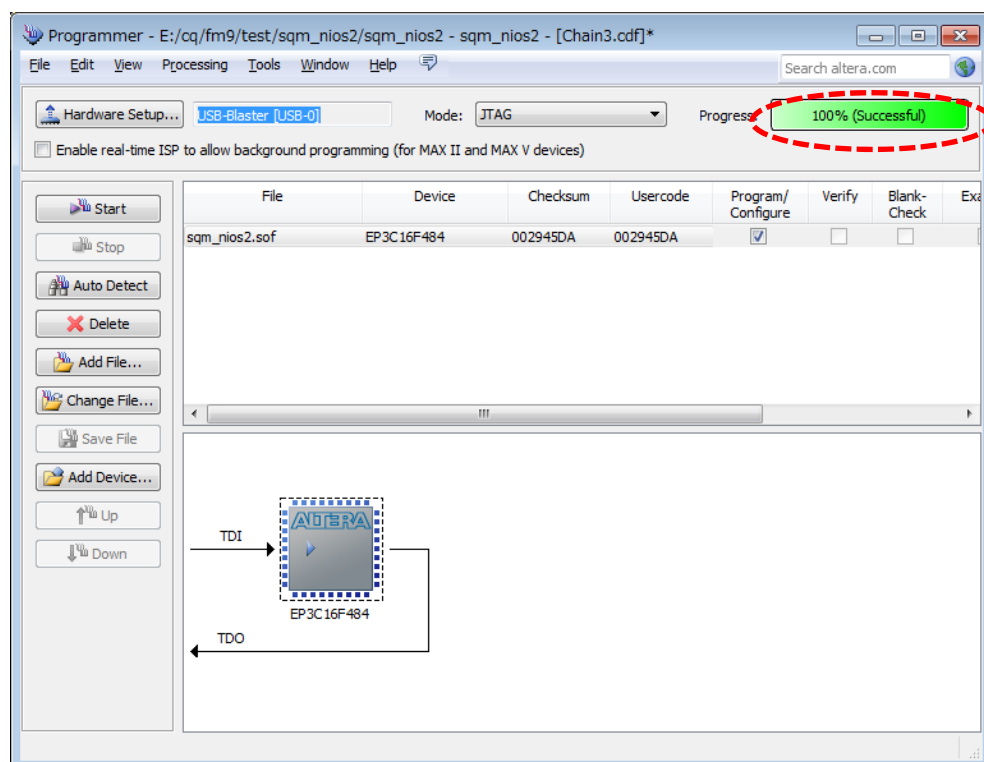 Programmer - E:/cq/fm9/test/sqm_nios2/sqm_nios2 - sqm_nios2 - [Chain3.cdf]*
File Edit View Processing Tools Window Help
Search altera.com
Hardware Setup... USB-Blaster [USB-0] Mode: JTAG Progress: 100% (Successful)
Enable real-time ISP to allow background programming (for MAX II and MAX V devices)
Start
Stop
Auto Detect
Delete
Add File...
Change File...
Save File
Add Device...
Up
Down
File Device Checksum Usercode Program/ Configure Verify Blank- Check Exa
sqm_nios2.sof EP3C16F484 002945DA 002945DA
TDI
ALTERA
EP3C16F484
TDO